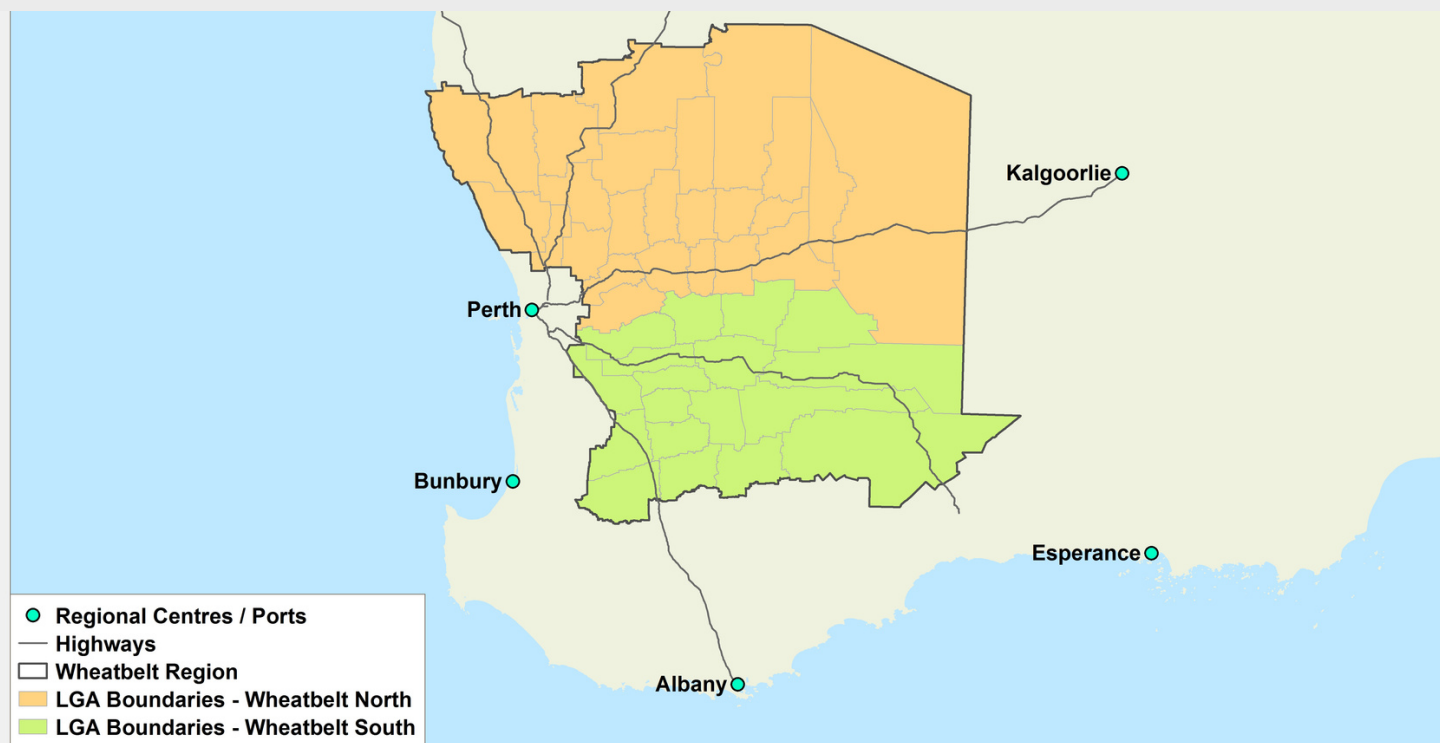 Kalgoorlie
Perth
Bunbury
Esperance
Albany
Regional Centres / Ports
Highways
Wheatbelt Region
LGA Boundaries - Wheatbelt North
LGA Boundaries - Wheatbelt South